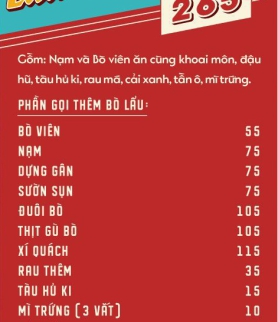 265
Gồm: Nạm và Bò viên ăn cùng khoai môn, đậu
hũ, tàu hủ ki, rau mã, cải xanh, tần ô, mì trứng.
PHẦN GỌI THÊM BÒ LẨU:
BÒ VIÊN 55
NẠM 75
DỰNG GÂN 75
SƯỜN SỤN 75
ĐUÔI BÒ 105
THỊT GÙ BÒ 105
XÍ QUÁCH 115
RAU THÊM 35
TÀU HỦ KI 15
MÌ TRỨNG (3 VẮT) 10